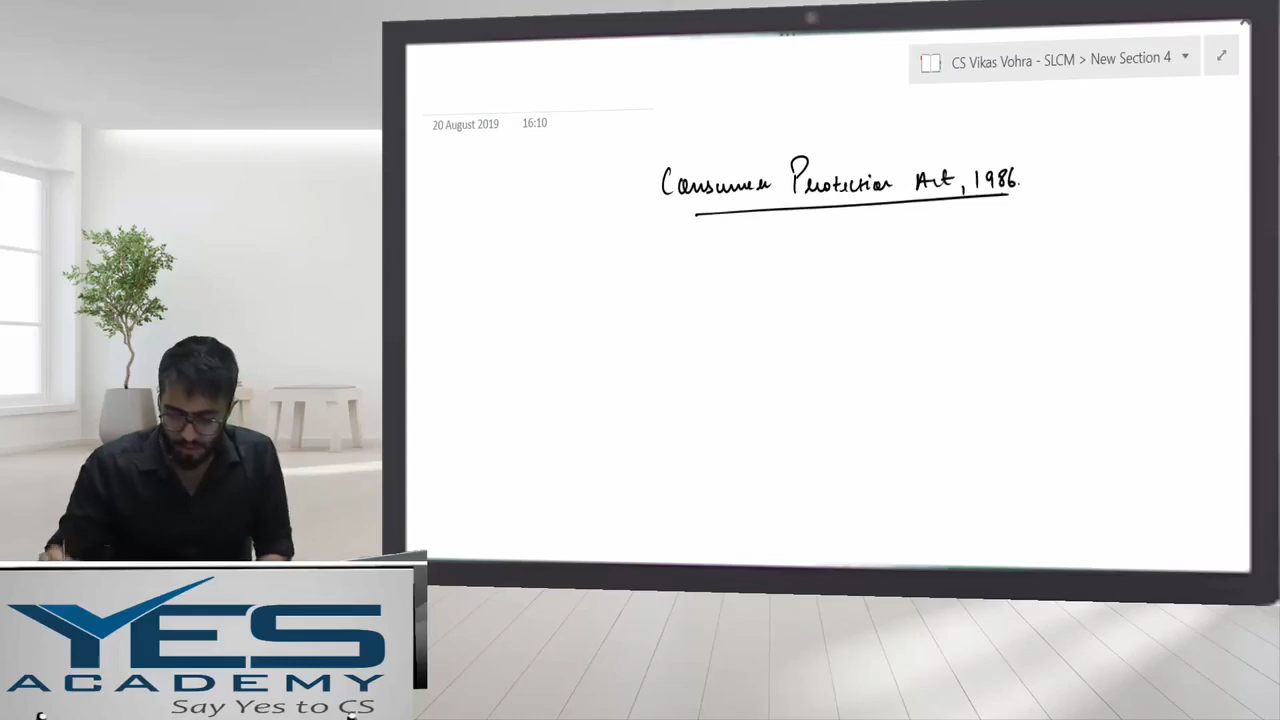 CS Vikas Vohra - SLCM > New Section 4
20 August 2019 16:10
Consumer Protection Act, 1986.
YES
ACADEMY
Say Yes to CS